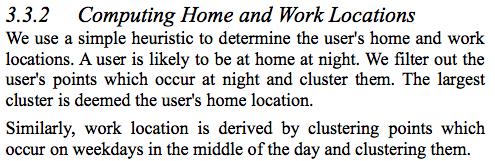 3.3.2 Computing Home and Work Locations
We use a simple heuristic to determine the user's home and work
locations. A user is likely to be at home at night. We filter out the
user's points which occur at night and cluster them. The largest
cluster is deemed the user's home location.
Similarly, work location is derived by clustering points which
occur on weekdays in the middle of the day and clustering them.